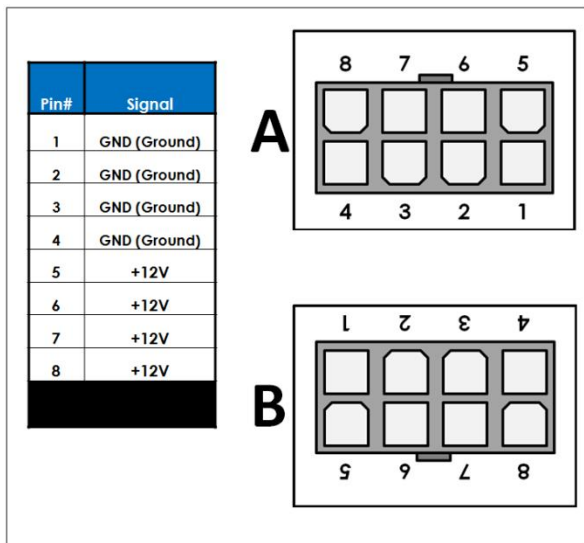 Pin# Signal
1 GND (Ground)
2 GND (Ground)
3 GND (Ground)
4 GND (Ground)
5 +12V
6 +12V
7 +12V
8 +12V
A
8 7 6 5
4 3 2 1
B
1 2 3 4
5 6 7 8